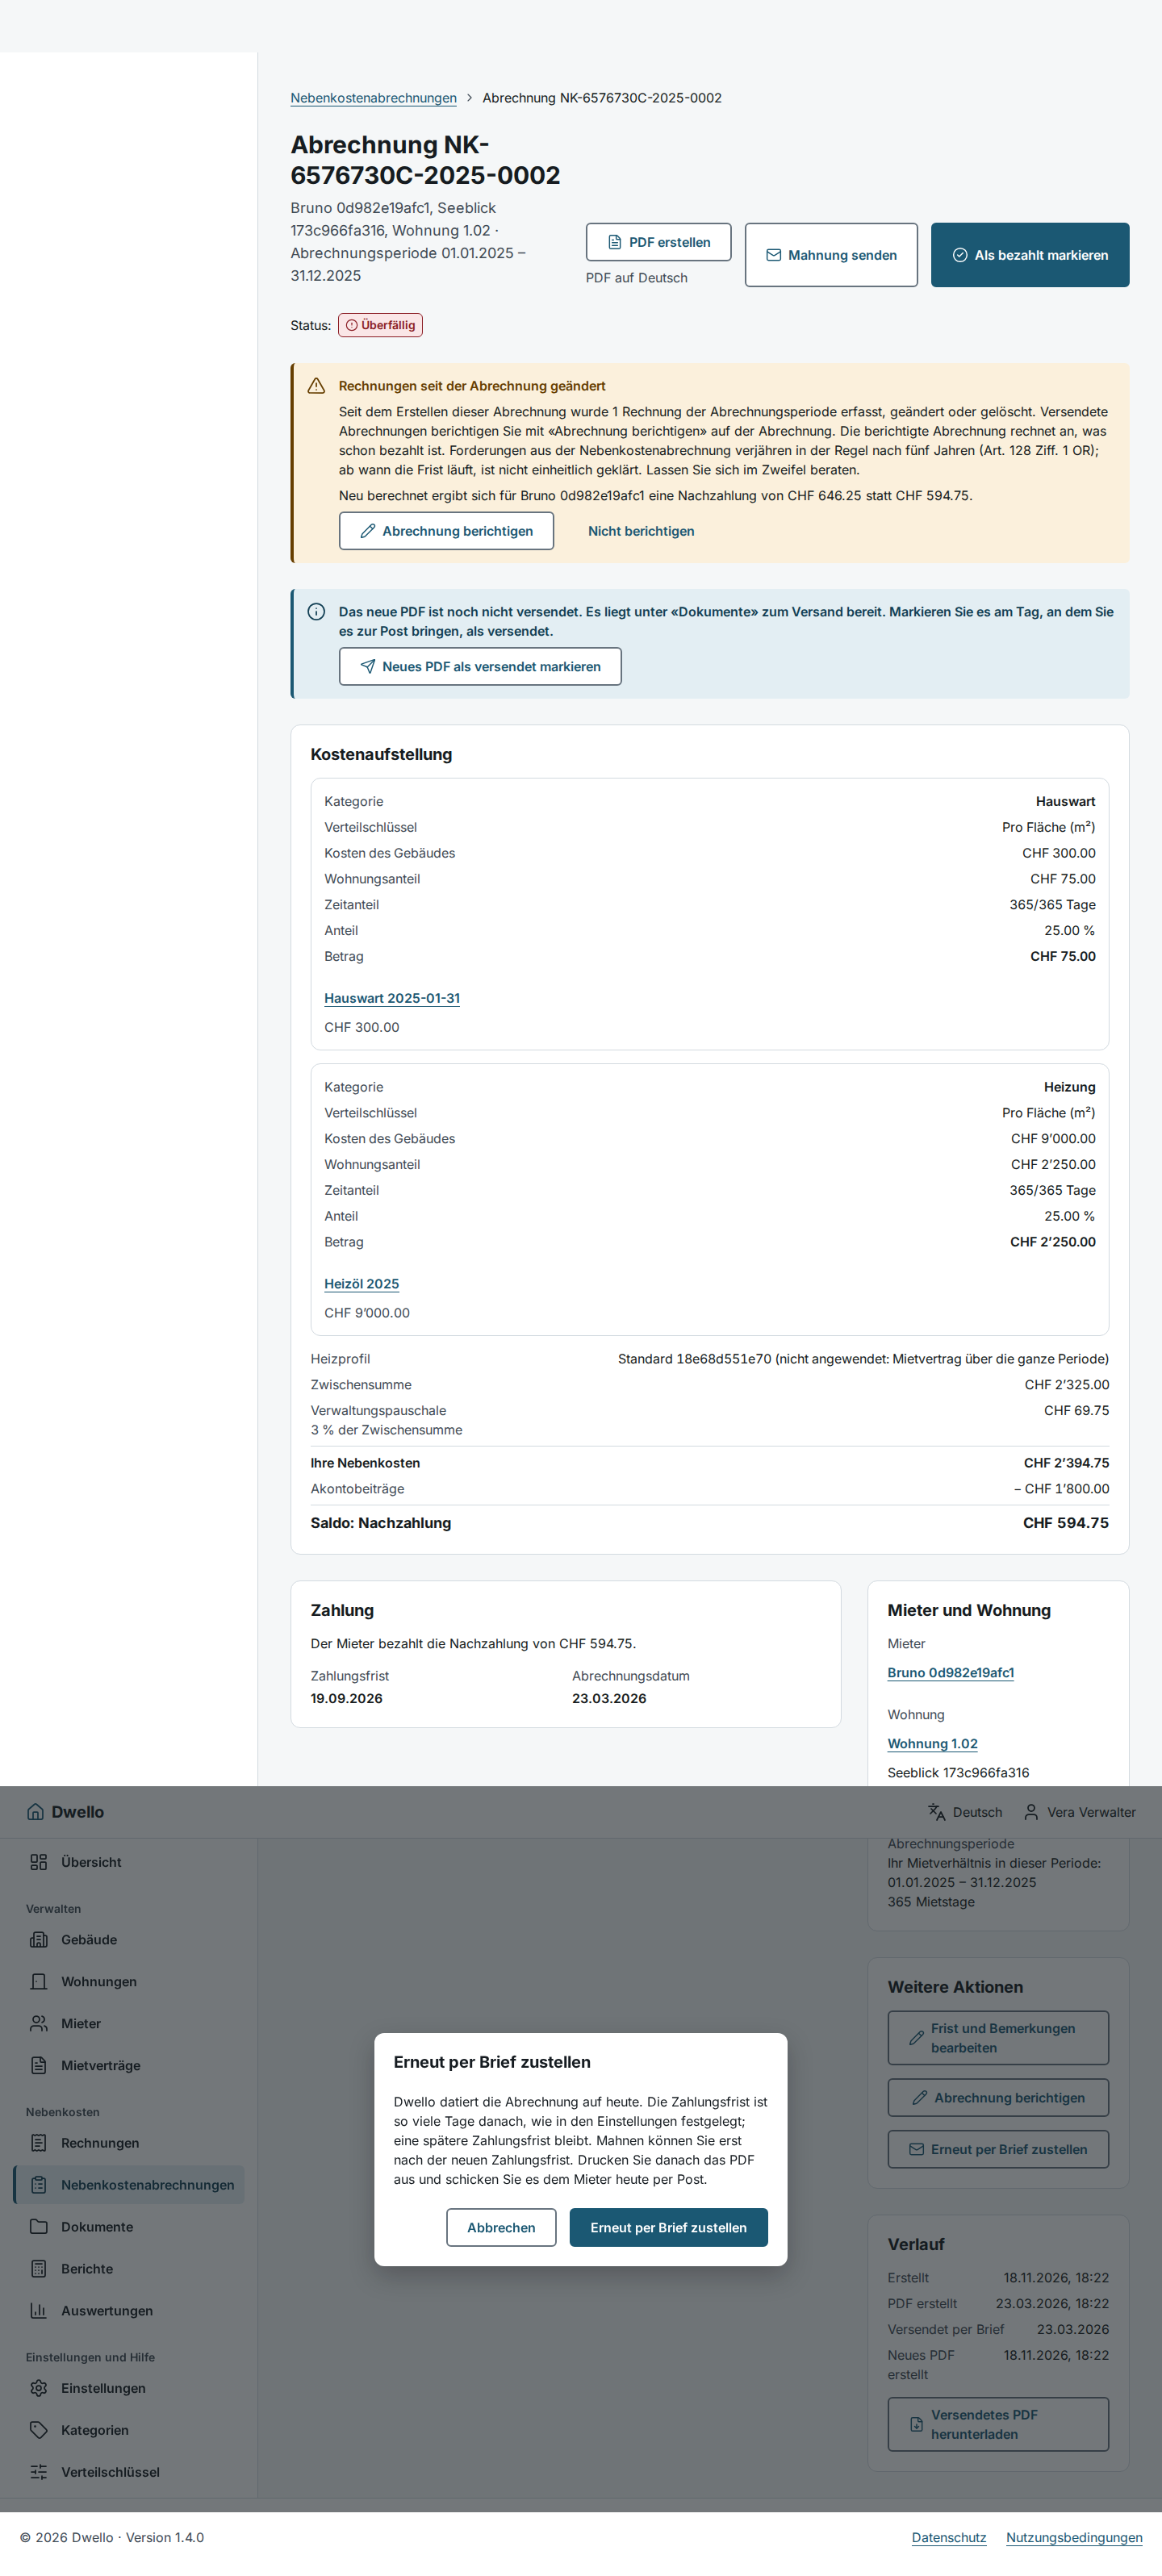 Nebenkostenabrechnungen > Abrechnung NK-6576730C-2025-0002
Abrechnung NK-
6576730C-2025-0002
Bruno 0d982e19afc1, Seeblick
173c966fa316, Wohnung 1.02 ·
Abrechnungsperiode 01.01.2025 –
31.12.2025
PDF erstellen
PDF auf Deutsch
Mahnung senden
Als bezahlt markieren
Status: Überfällig
Rechnungen seit der Abrechnung geändert
Seit dem Erstellen dieser Abrechnung wurde 1 Rechnung der Abrechnungsperiode erfasst, geändert oder gelöscht. Versendete
Abrechnungen berichtigen Sie mit «Abrechnung berichtigen» auf der Abrechnung. Die berichtigte Abrechnung rechnet an, was
schon bezahlt ist. Forderungen aus der Nebenkostenabrechnung verjähren in der Regel nach fünf Jahren (Art. 128 Ziff. 1 OR);
ab wann die Frist läuft, ist nicht einheitlich geklärt. Lassen Sie sich im Zweifel beraten.
Neu berechnet ergibt sich für Bruno 0d982e19afc1 eine Nachzahlung von CHF 646.25 statt CHF 594.75.
Abrechnung berichtigen
Nicht berichtigen
Das neue PDF ist noch nicht versendet. Es liegt unter «Dokumente» zum Versand bereit. Markieren Sie es am Tag, an dem Sie
es zur Post bringen, als versendet.
Neues PDF als versendet markieren
Kostenaufstellung
Kategorie Hauswart
Verteilschlüssel Pro Fläche (m²)
Kosten des Gebäudes CHF 300.00
Wohnungsanteil CHF 75.00
Zeitanteil 365/365 Tage
Anteil 25.00 %
Betrag CHF 75.00
Hauswart 2025-01-31
CHF 300.00
Kategorie Heizung
Verteilschlüssel Pro Fläche (m²)
Kosten des Gebäudes CHF 9’000.00
Wohnungsanteil CHF 2’250.00
Zeitanteil 365/365 Tage
Anteil 25.00 %
Betrag CHF 2’250.00
Heizöl 2025
CHF 9’000.00
Heizprofil Standard 18e68d551e70 (nicht angewendet: Mietvertrag über die ganze Periode)
Zwischensumme CHF 2’325.00
Verwaltungspauschale CHF 69.75
3 % der Zwischensumme
Ihre Nebenkosten CHF 2’394.75
Akontobeiträge – CHF 1’800.00
Saldo: Nachzahlung CHF 594.75
Zahlung
Der Mieter bezahlt die Nachzahlung von CHF 594.75.
Zahlungsfrist Abrechnungsdatum
19.09.2026 23.03.2026
Mieter und Wohnung
Mieter
Bruno 0d982e19afc1
Wohnung
Wohnung 1.02
Seeblick 173c966fa316
Dwello
Deutsch
Vera Verwalter
Abrechnungsperiode
Ihr Mietverhältnis in dieser Periode:
01.01.2025 – 31.12.2025
365 Mietstage
Übersicht
Verwalten
Gebäude
Wohnungen
Mieter
Mietverträge
Nebenkosten
Rechnungen
Nebenkostenabrechnungen
Dokumente
Berichte
Auswertungen
Einstellungen und Hilfe
Einstellungen
Kategorien
Verteilschlüssel
Erneut per Brief zustellen
Dwello datiert die Abrechnung auf heute. Die Zahlungsfrist ist
so viele Tage danach, wie in den Einstellungen festgelegt;
eine spätere Zahlungsfrist bleibt. Mahnen können Sie erst
nach der neuen Zahlungsfrist. Drucken Sie danach das PDF
aus und schicken Sie es dem Mieter heute per Post.
Abbrechen
Erneut per Brief zustellen
Weitere Aktionen
Frist und Bemerkungen
bearbeiten
Abrechnung berichtigen
Erneut per Brief zustellen
Verlauf
Erstellt 18.11.2026, 18:22
PDF erstellt 23.03.2026, 18:22
Versendet per Brief 23.03.2026
Neues PDF 18.11.2026, 18:22
erstellt
Versendetes PDF
herunterladen
© 2026 Dwello · Version 1.4.0
Datenschutz
Nutzungsbedingungen